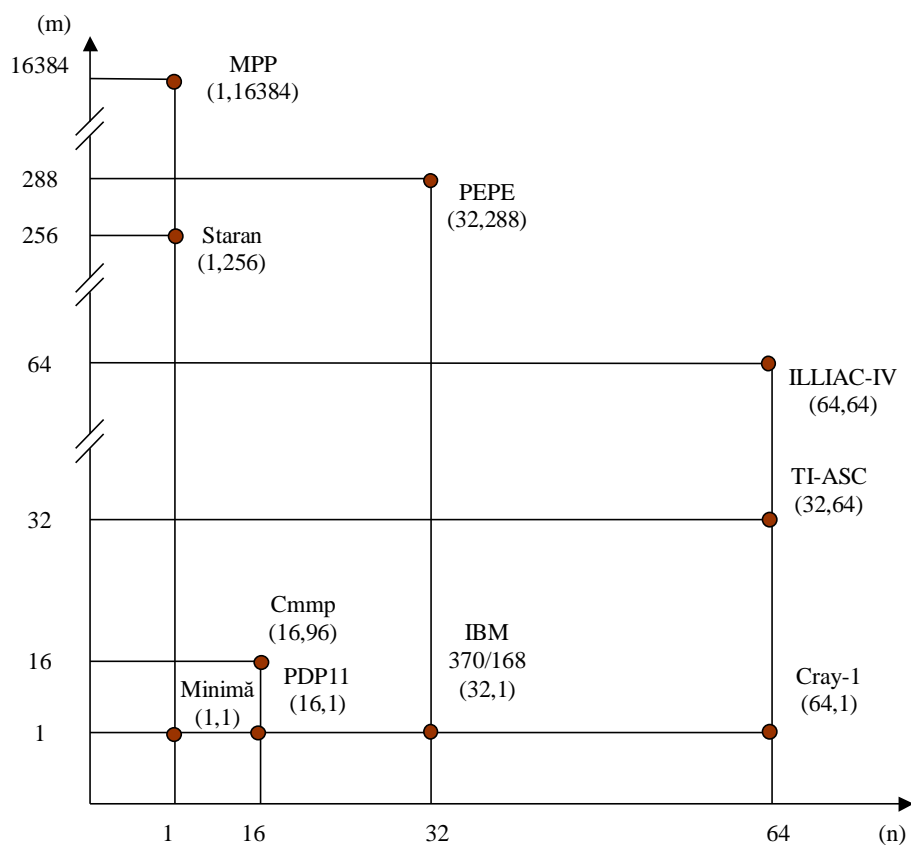 (m)
16384
MPP
(1,16384)
288
PEPE
(32,288)
256
Staran
(1,256)
64
ILLIAC-IV
(64,64)
TI-ASC
(32,64)
32
Cmmp
(16,96)
IBM
370/168
(32,1)
16
PDP11
(16,1)
Minimă
(1,1)
Cray-1
(64,1)
1
1 16 32 64 (n)